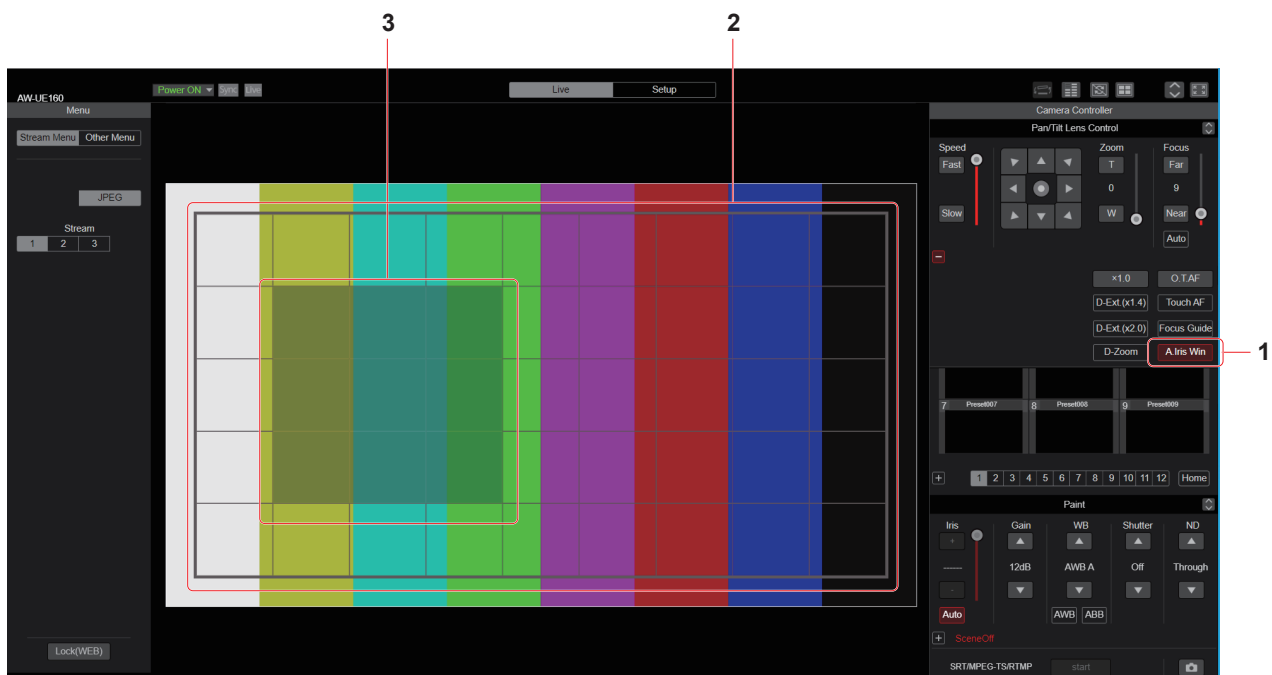 3 2
AW-UE160 Power ON Sync Live Live Setup
Menu Camera Controller
Stream Menu Other Menu Pan/Tilt Lens Control
Speed Zoom Focus
Fast T Far
JPEG 0 9
Slow W Near
Stream
1 2 3 Auto
×1.0 O.T.AF
D-Ext.(x1.4) Touch AF
D-Ext.(x2.0) Focus Guide
D-Zoom A.Iris Win 1
7 Preset007 8 Preset008 9 Preset009
+ 1 2 3 4 5 6 7 8 9 10 11 12 Home
Paint
Iris Gain WB Shutter ND
+
----- 12dB AWB A Off Through
-
Auto AWB ABB
+ SceneOff
Lock(WEB)
SRT/MPEG-TS/RTMP start